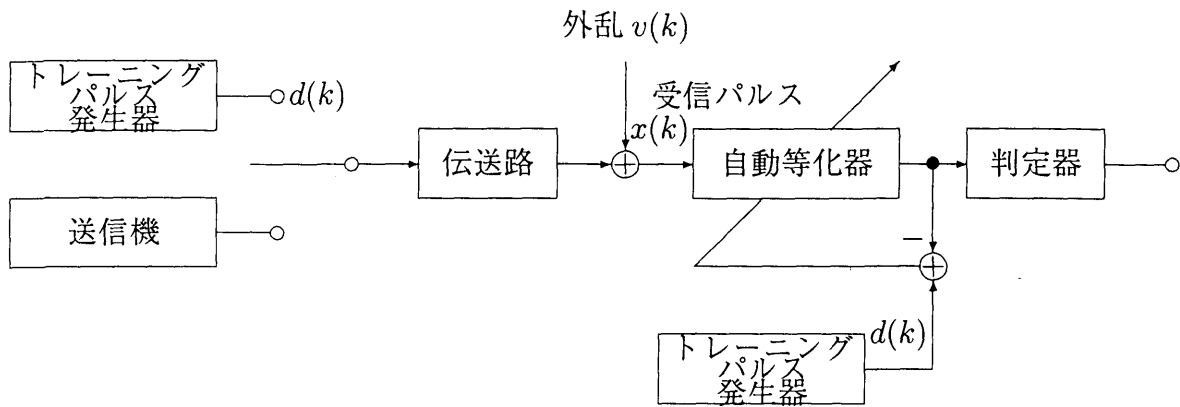 外乱 v(k)
トレーニング
パルス
発生器
d(k)
受信パルス
x(k)
伝送路
自動等化器
判定器
送信機
−
d(k)
トレーニング
パルス
発生器